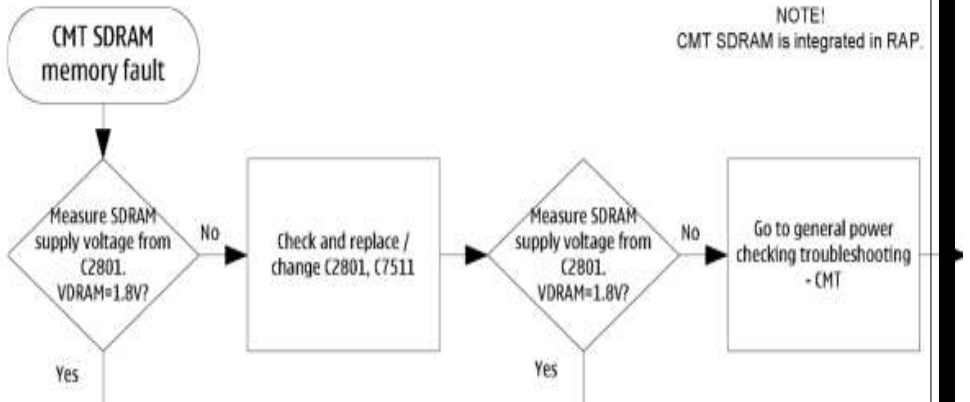 CMT SDRAM
memory fault
NOTE!
CMT SDRAM is integrated in RAP.
Measure SDRAM
supply voltage from
C2801.
VDRAM=1.8V?
No
Check and replace /
change C2801, C7511
Measure SDRAM
supply voltage from
C2801.
VDRAM=1.8V?
No
Go to general power
checking troubleshooting
- CMT
Yes
Yes